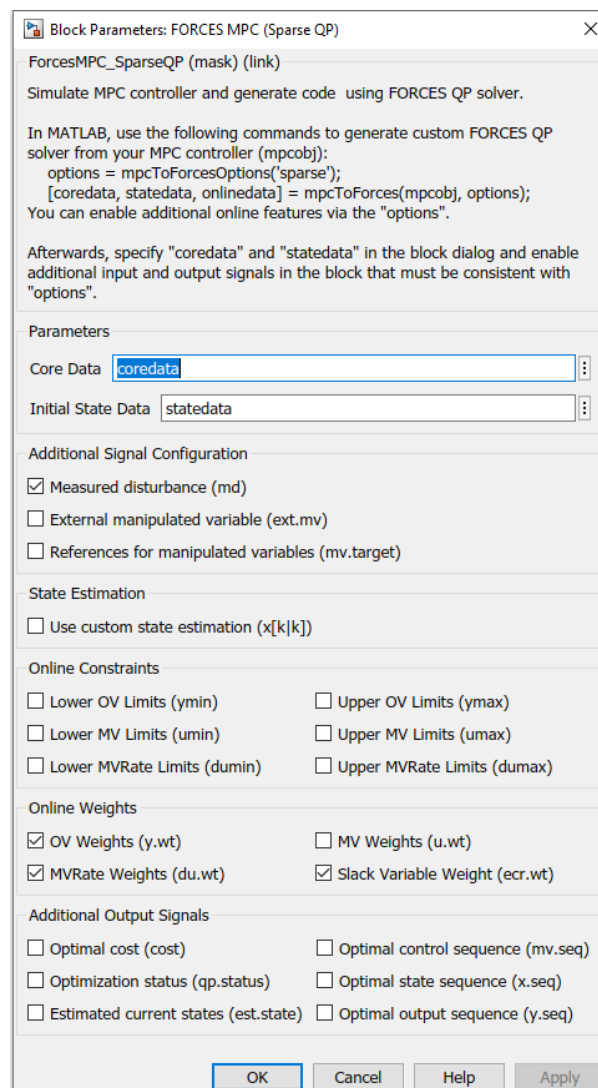 Block Parameters: FORCES MPC (Sparse QP)
ForcesMPC_SparseQP (mask) (link)
Simulate MPC controller and generate code  using FORCES QP solver.
In MATLAB, use the following commands to generate custom FORCES QP
solver from your MPC controller (mpcobj):
options = mpcToForcesOptions('sparse');
[coredata, statedata, onlinedata] = mpcToForces(mpcobj, options);
You can enable additional online features via the "options".
Afterwards, specify "coredata" and "statedata" in the block dialog and enable
additional input and output signals in the block that must be consistent with
"options".
Parameters
Core Data coredata
Initial State Data statedata
Additional Signal Configuration
Measured disturbance (md)
External manipulated variable (ext.mv)
References for manipulated variables (mv.target)
State Estimation
Use custom state estimation (x[k|k])
Online Constraints
Lower OV Limits (ymin) Upper OV Limits (ymax)
Lower MV Limits (umin) Upper MV Limits (umax)
Lower MVRate Limits (dumin) Upper MVRate Limits (dumax)
Online Weights
OV Weights (y.wt) MV Weights (u.wt)
MVRate Weights (du.wt) Slack Variable Weight (ecr.wt)
Additional Output Signals
Optimal cost (cost) Optimal control sequence (mv.seq)
Optimization status (qp.status) Optimal state sequence (x.seq)
Estimated current states (est.state) Optimal output sequence (y.seq)
OK Cancel Help Apply